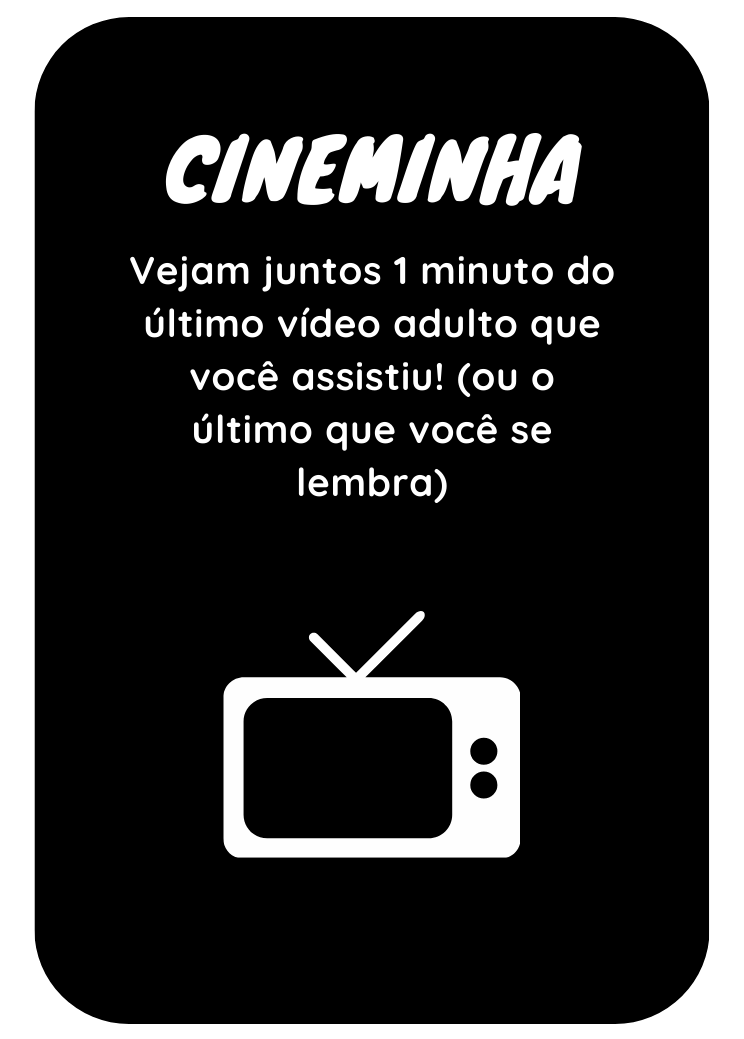 CINEMINHA
Vejam juntos 1 minuto do
último vídeo adulto que
você assistiu! (ou o
último que você se
lembra)